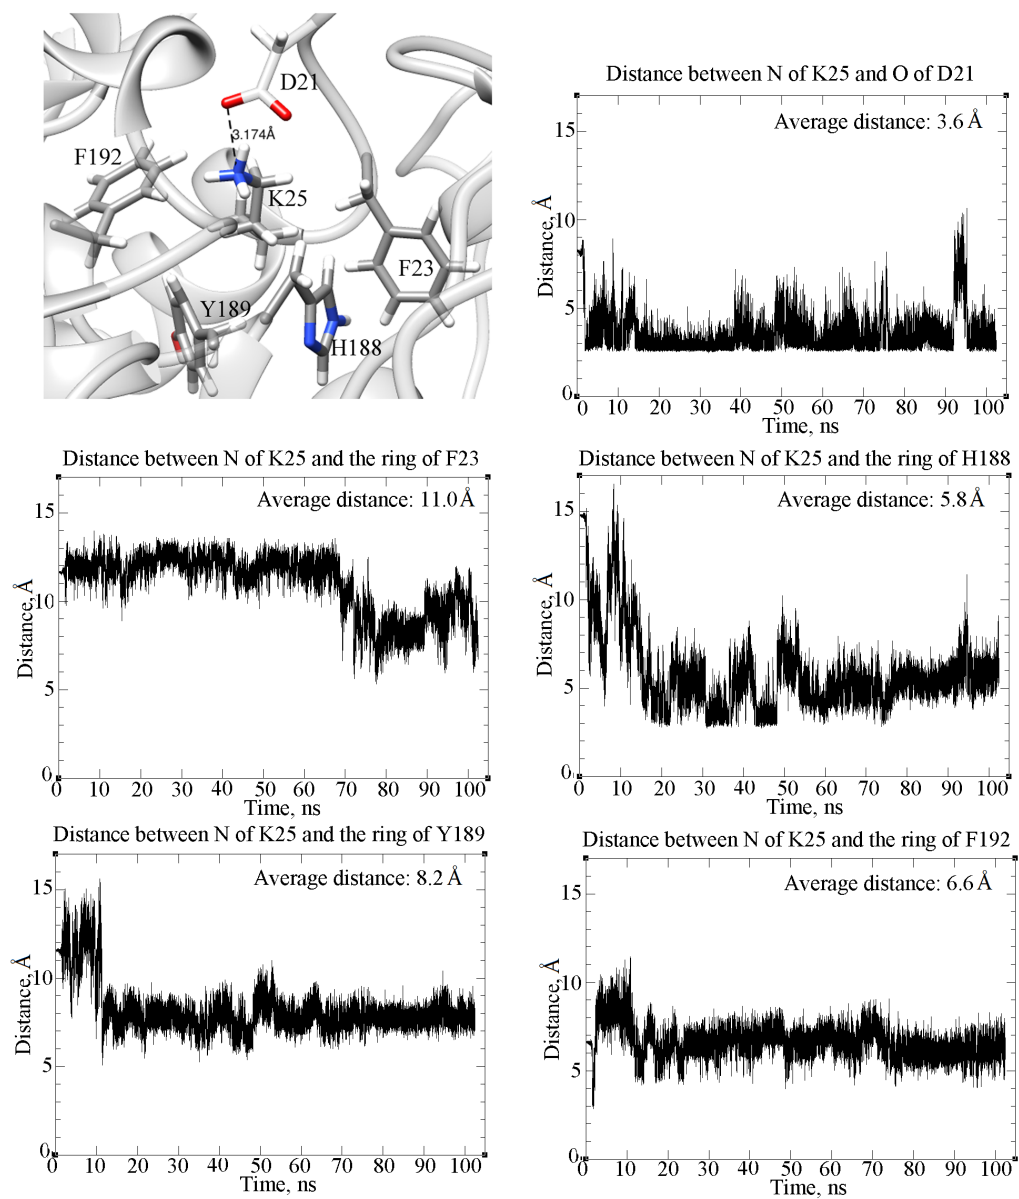 D21
3.174Å
F192
K25
F23
Y189
H188
Distance between N of K25 and O of D21
Average distance: 3.6 Å
Distance, Å
15
10
5
0
0 10 20 30 40 50 60 70 80 90 100
Time, ns
Distance between N of K25 and the ring of F23
Average distance: 11.0 Å
Distance, Å
15
10
5
0
0 10 20 30 40 50 60 70 80 90 100
Time, ns
Distance between N of K25 and the ring of H188
Average distance: 5.8 Å
Distance, Å
15
10
5
0
0 10 20 30 40 50 60 70 80 90 100
Time, ns
Distance between N of K25 and the ring of Y189
Average distance: 8.2 Å
Distance, Å
15
10
5
0
0 10 20 30 40 50 60 70 80 90 100
Time, ns
Distance between N of K25 and the ring of F192
Average distance: 6.6 Å
Distance, Å
15
10
5
0
0 10 20 30 40 50 60 70 80 90 100
Time, ns